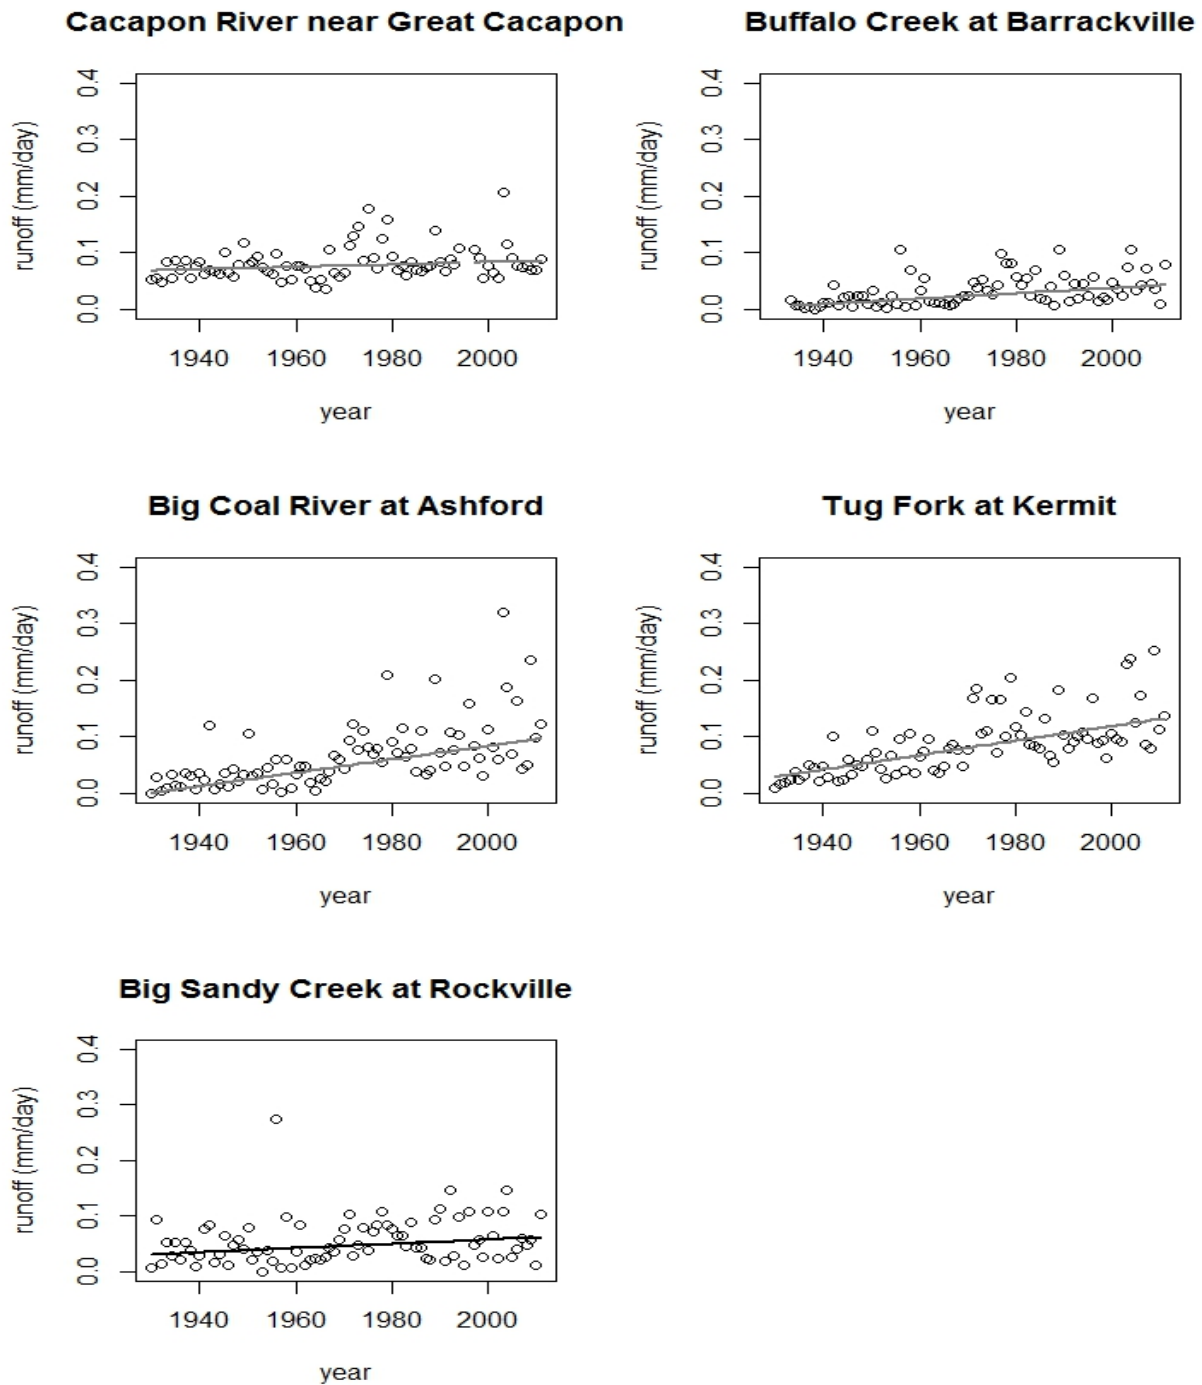 Cacapon River near Great Cacapon
runoff (mm/day)
0.4
0.3
0.2
0.1
0.0
1940 1960 1980 2000
year
Buffalo Creek at Barrackville
runoff (mm/day)
0.4
0.3
0.2
0.1
0.0
1940 1960 1980 2000
year
Big Coal River at Ashford
runoff (mm/day)
0.4
0.3
0.2
0.1
0.0
1940 1960 1980 2000
year
Tug Fork at Kermit
runoff (mm/day)
0.4
0.3
0.2
0.1
0.0
1940 1960 1980 2000
year
Big Sandy Creek at Rockville
runoff (mm/day)
0.4
0.3
0.2
0.1
0.0
1940 1960 1980 2000
year